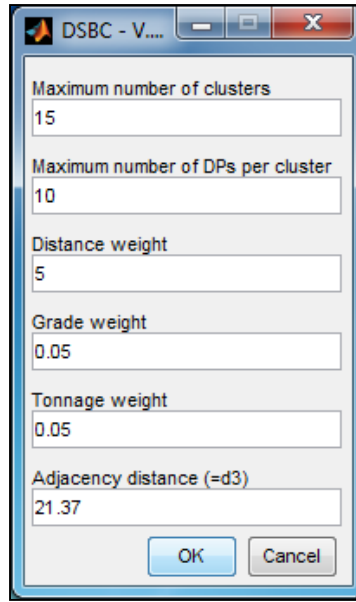 DSBC - V....
Maximum number of clusters
15
Maximum number of DPs per cluster
10
Distance weight
5
Grade weight
0.05
Tonnage weight
0.05
Adjacency distance (=d3)
21.37
OK Cancel